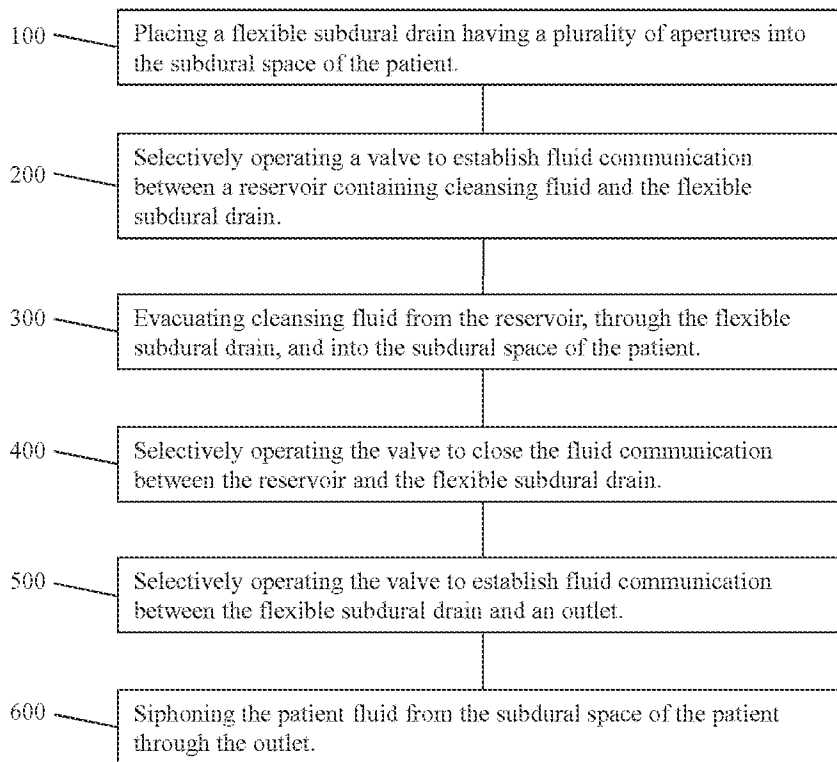 100
Placing a flexible subdural drain having a plurality of apertures into
the subdural space of the patient.
200
Selectively operating a valve to establish fluid communication
between a reservoir containing cleansing fluid and the flexible
subdural drain.
300
Evacuating cleansing fluid from the reservoir, through the flexible
subdural drain, and into the subdural space of the patient.
400
Selectively operating the valve to close the fluid communication
between the reservoir and the flexible subdural drain.
500
Selectively operating the valve to establish fluid communication
between the flexible subdural drain and an outlet.
600
Siphoning the patient fluid from the subdural space of the patient
through the outlet.